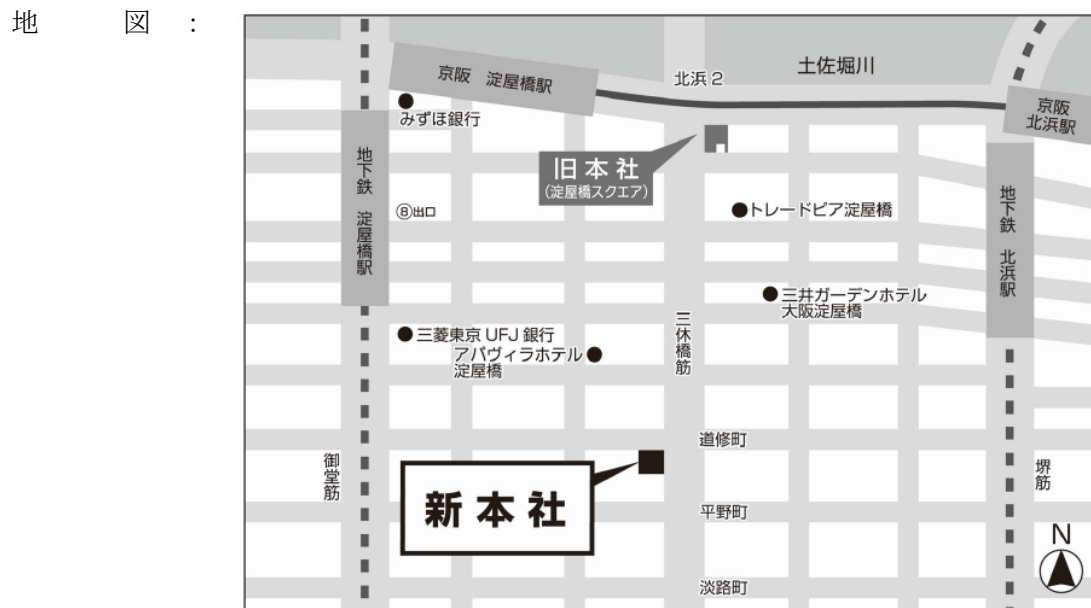 地 図 :
土佐堀川
京阪 淀屋橋駅
北浜2
京阪
北浜駅
みずほ銀行
旧本社
(淀屋橋スクエア)
地下鉄 淀屋橋駅
⑧出口
トレードピア淀屋橋
地下鉄 北浜駅
三井ガーデンホテル
大阪淀屋橋
三菱東京UFJ銀行
アパヴィラホテル
淀屋橋
三休橋筋
道修町
御堂筋
新本社
堺筋
平野町
N
淡路町